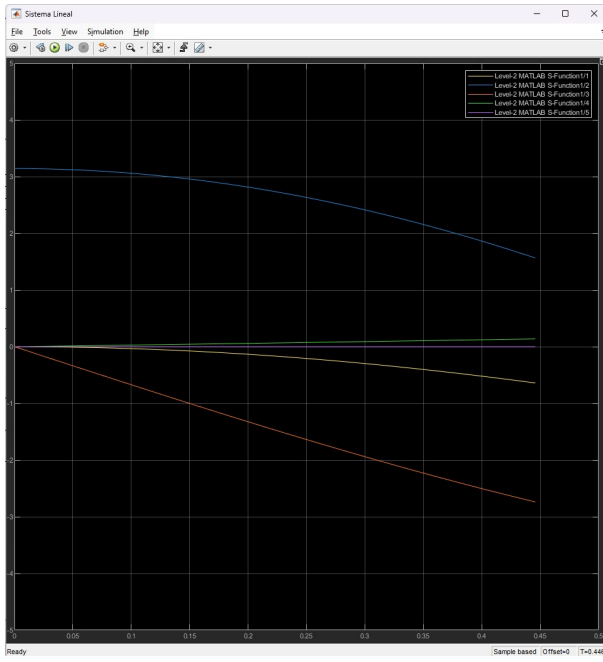 Sistema Lineal
File Tools View Simulation Help
Level-2 MATLAB S-Function1/1
Level-2 MATLAB S-Function1/2
Level-2 MATLAB S-Function1/3
Level-2 MATLAB S-Function1/4
Level-2 MATLAB S-Function1/5
5
4
3
2
1
0
-1
-2
-3
-4
-5
0 0.05 0.1 0.15 0.2 0.25 0.3 0.35 0.4 0.45 0.5
Ready Sample based Offset=0 T=0.446